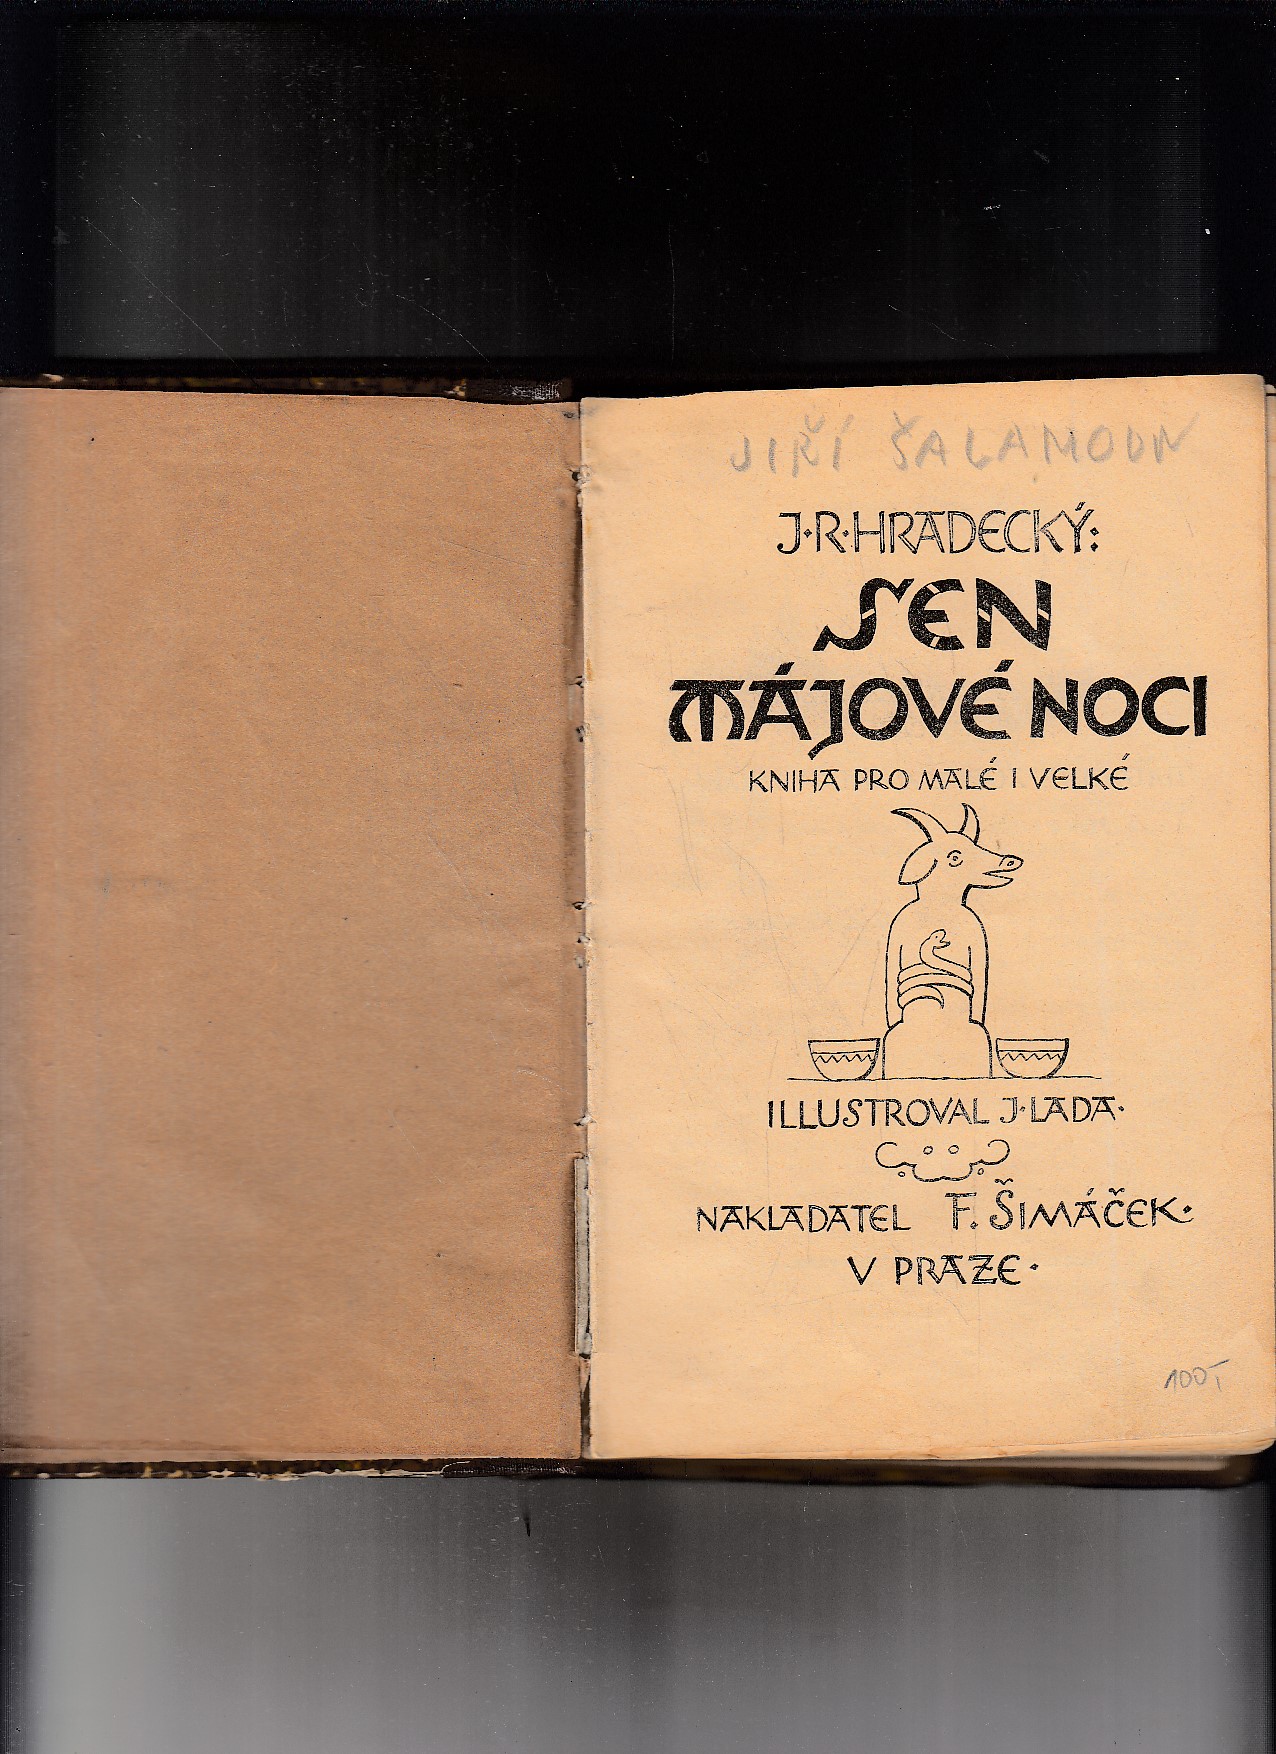 JIŘÍ ŠALAMOUN
J·R·HRADECKÝ:
SEN
MÁJOVÉ NOCI
KNIHA PRO MALÉ I VELKÉ
ILLUSTROVAL J·LADA·
NAKLADATEL F. ŠIMÁČEK·
V PRAZE·
100,-